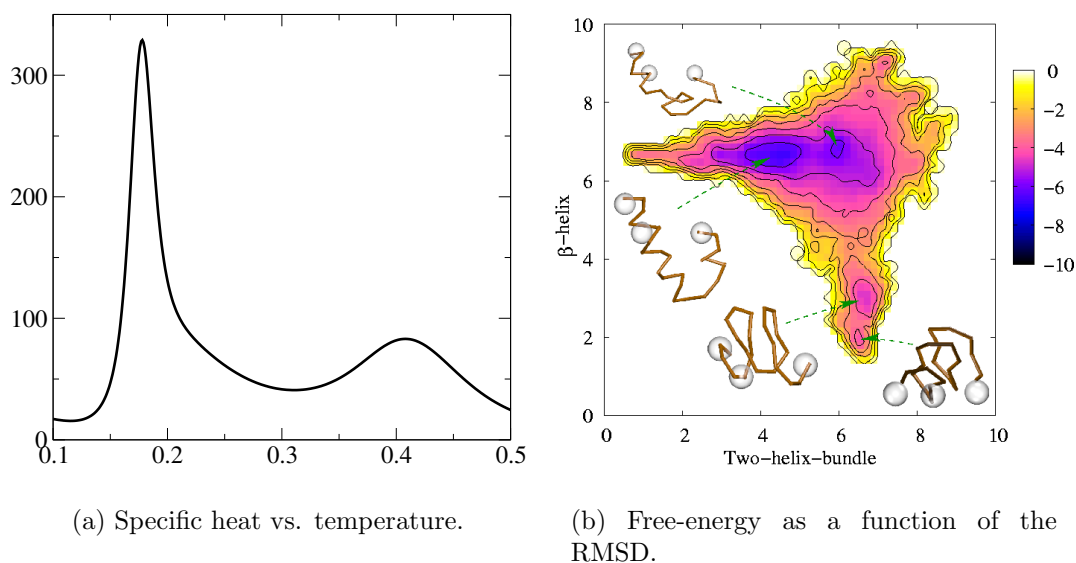 300
200
100
0
0.1 0.2 0.3 0.4 0.5
(a) Specific heat vs. temperature.
10
8
6
4
2
0
β−helix
0 2 4 6 8 10
Two−helix−bundle
0
−2
−4
−6
−8
−10
(b) Free-energy as a function of the
RMSD.